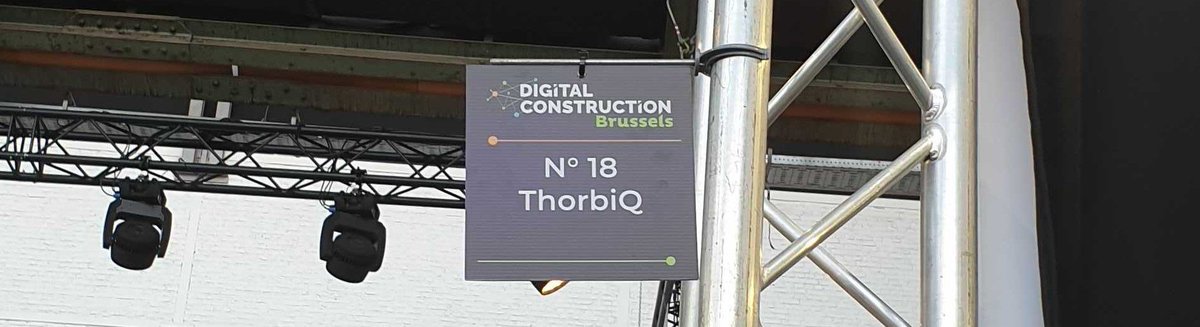 DIGITAL
CONSTRUCTION
Brussels
N° 18
ThorbiQ